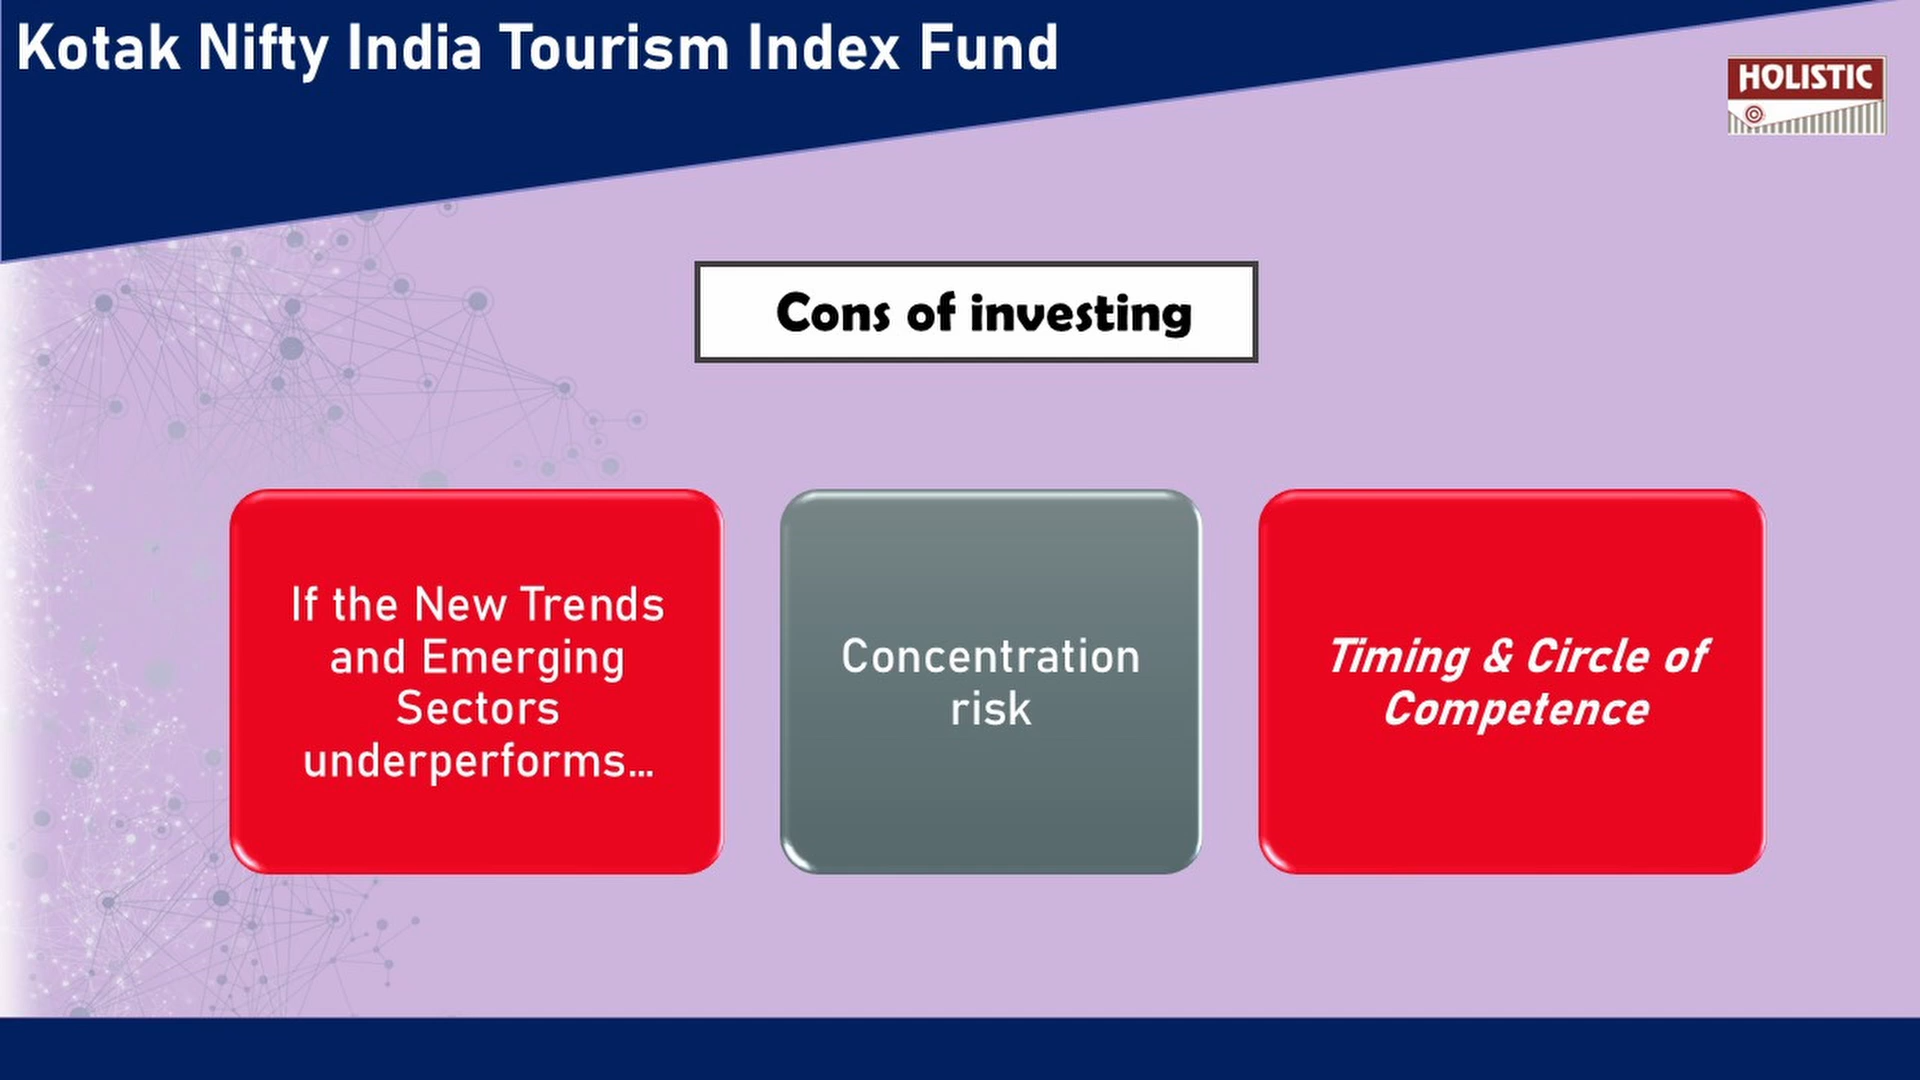 Kotak Nifty India Tourism Index Fund
HOLISTIC
Cons of investing
If the New Trends
and Emerging
Sectors
underperforms...
Concentration
risk
Timing & Circle of
Competence